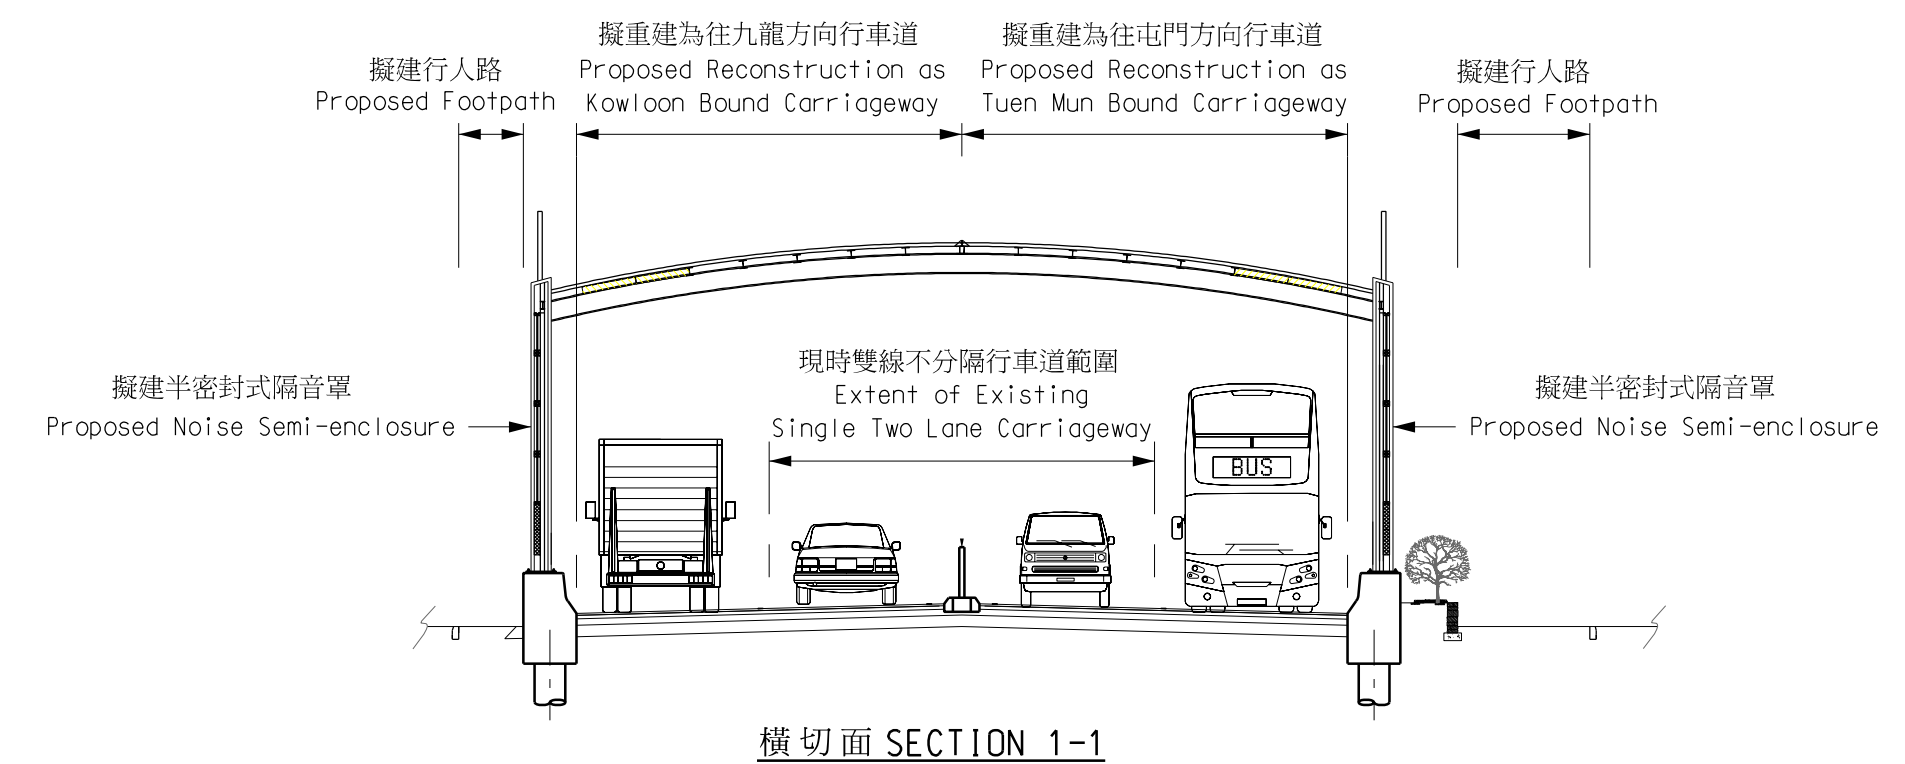 擬建行人路
Proposed Footpath
擬重建為往九龍方向行車道
Proposed Reconstruction as
Kowloon Bound Carriageway
擬重建為往屯門方向行車道
Proposed Reconstruction as
Tuen Mun Bound Carriageway
擬建行人路
Proposed Footpath
擬建半密封式隔音罩
Proposed Noise Semi-enclosure
現時雙線不分隔行車道範圍
Extent of Existing
Single Two Lane Carriageway
擬建半密封式隔音罩
Proposed Noise Semi-enclosure
BUS
橫切面 SECTION 1-1